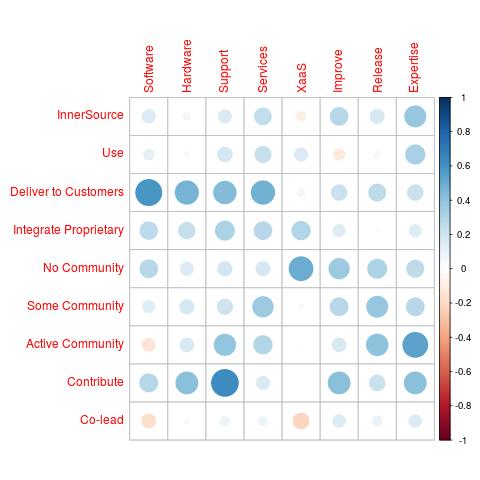 Software Hardware Support Services XaaS Improve Release Expertise
InnerSource
Use
Deliver to Customers
Integrate Proprietary
No Community
Some Community
Active Community
Contribute
Co-lead
1
0.8
0.6
0.4
0.2
0
-0.2
-0.4
-0.6
-0.8
-1